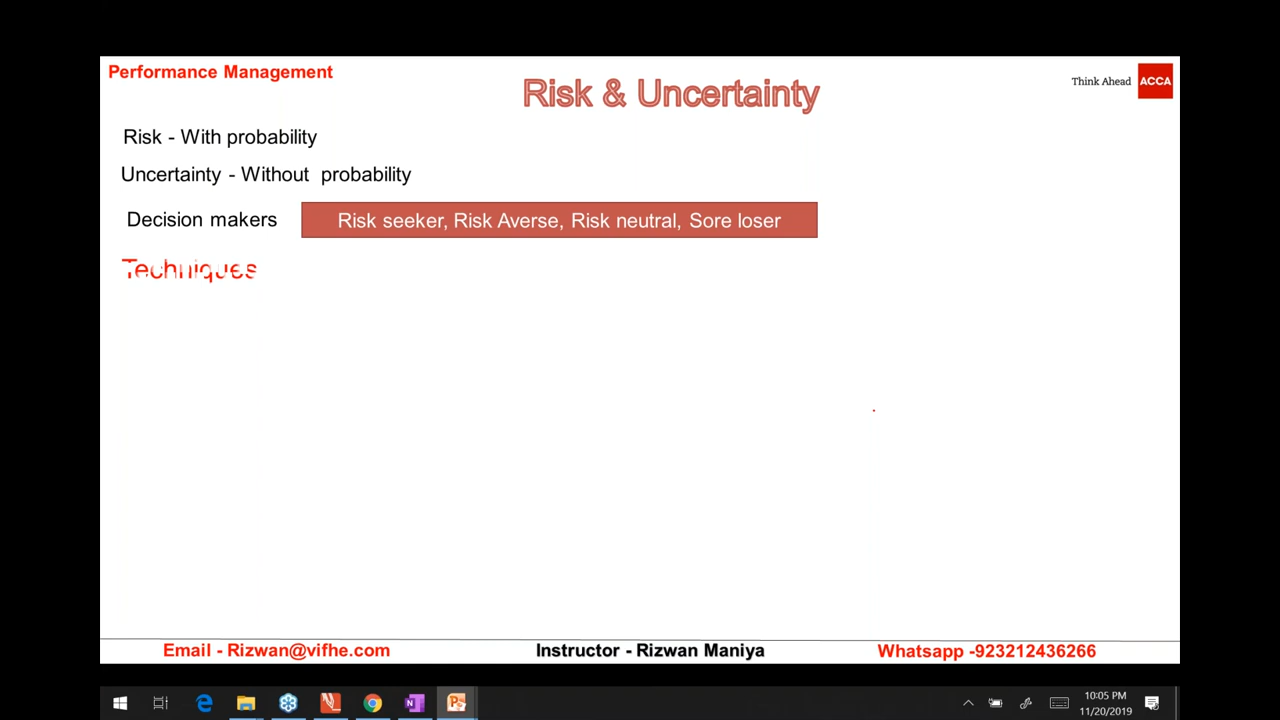 Performance Management
Risk & Uncertainty
Think Ahead ACCA
Risk - With probability
Uncertainty - Without probability
Decision makers
Risk seeker, Risk Averse, Risk neutral, Sore loser
Techniques
Email - Rizwan@vifhe.com
Instructor - Rizwan Maniya
Whatsapp -923212436266
10:05 PM
11/20/2019